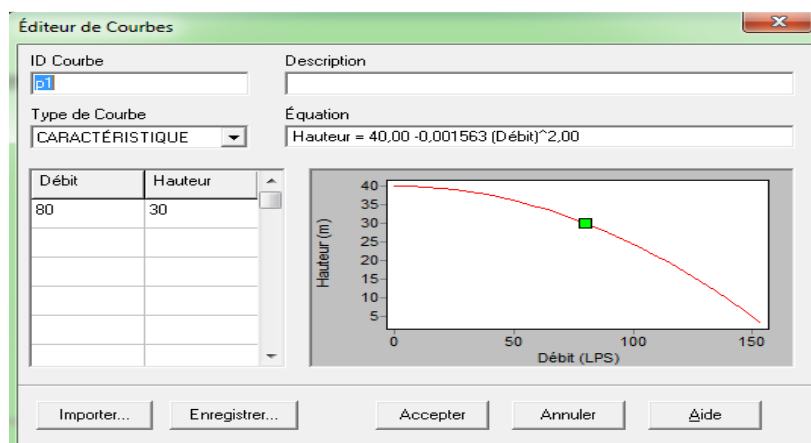 Éditeur de Courbes
ID Courbe
Description
p1
Type de Courbe
Équation
CARACTÉRISTIQUE
Hauteur = 40,00 -0,001563 (Débit)^2,00
Débit Hauteur
80 30
40
35
30
25
20
15
10
5
Hauteur (m)
0 50 100 150
Débit (LPS)
Importer... Enregistrer... Accepter Annuler Aide